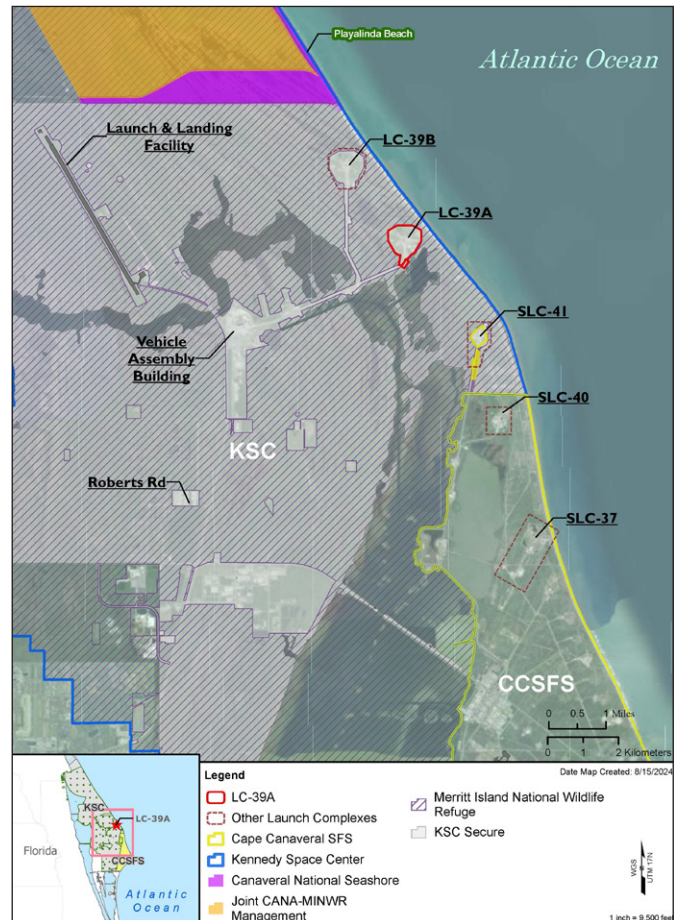 Playalinda Beach
Atlantic Ocean
Launch & Landing
Facility
LC-39B
LC-39A
SLC-41
Vehicle
Assembly
Building
SLC-40
KSC
Roberts Rd
SLC-37
CCSFS
0 0.5 1 Miles
0 1 2 Kilometers
Date Map Created: 8/15/2024
KSC
LC-39A
Florida
CCSFS
Atlantic
Ocean
Legend
LC-39A
Other Launch Complexes
Cape Canaveral SFS
Kennedy Space Center
Canaveral National Seashore
Joint CANA-MINWR
Management
Merritt Island National Wildlife
Refuge
KSC Secure
WGS
UTM 17N
1 inch = 9,500 feet